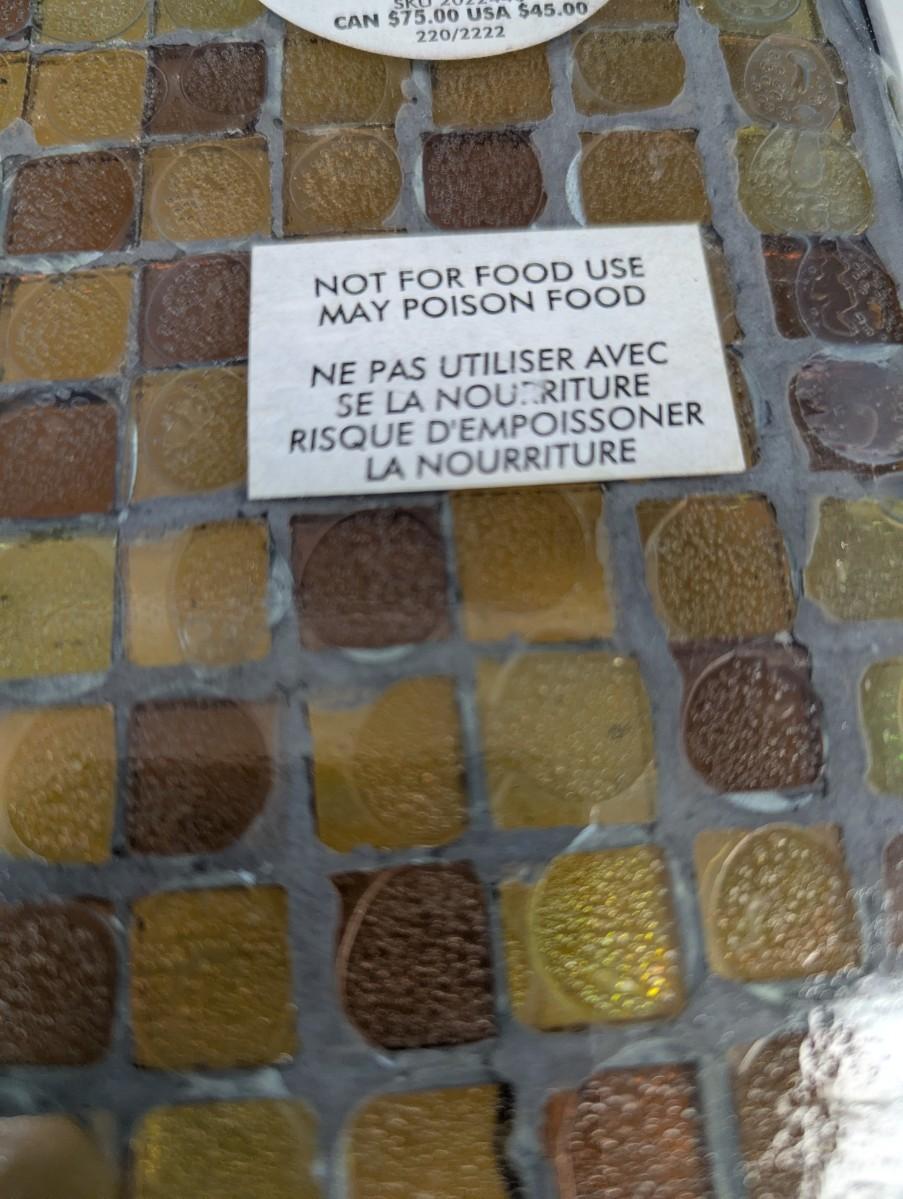 CAN $75.00 USA $45.00
220/2222
NOT FOR FOOD USE
MAY POISON FOOD
NE PAS UTILISER AVEC
SE LA NOURRITURE
RISQUE D'EMPOISSONER
LA NOURRITURE